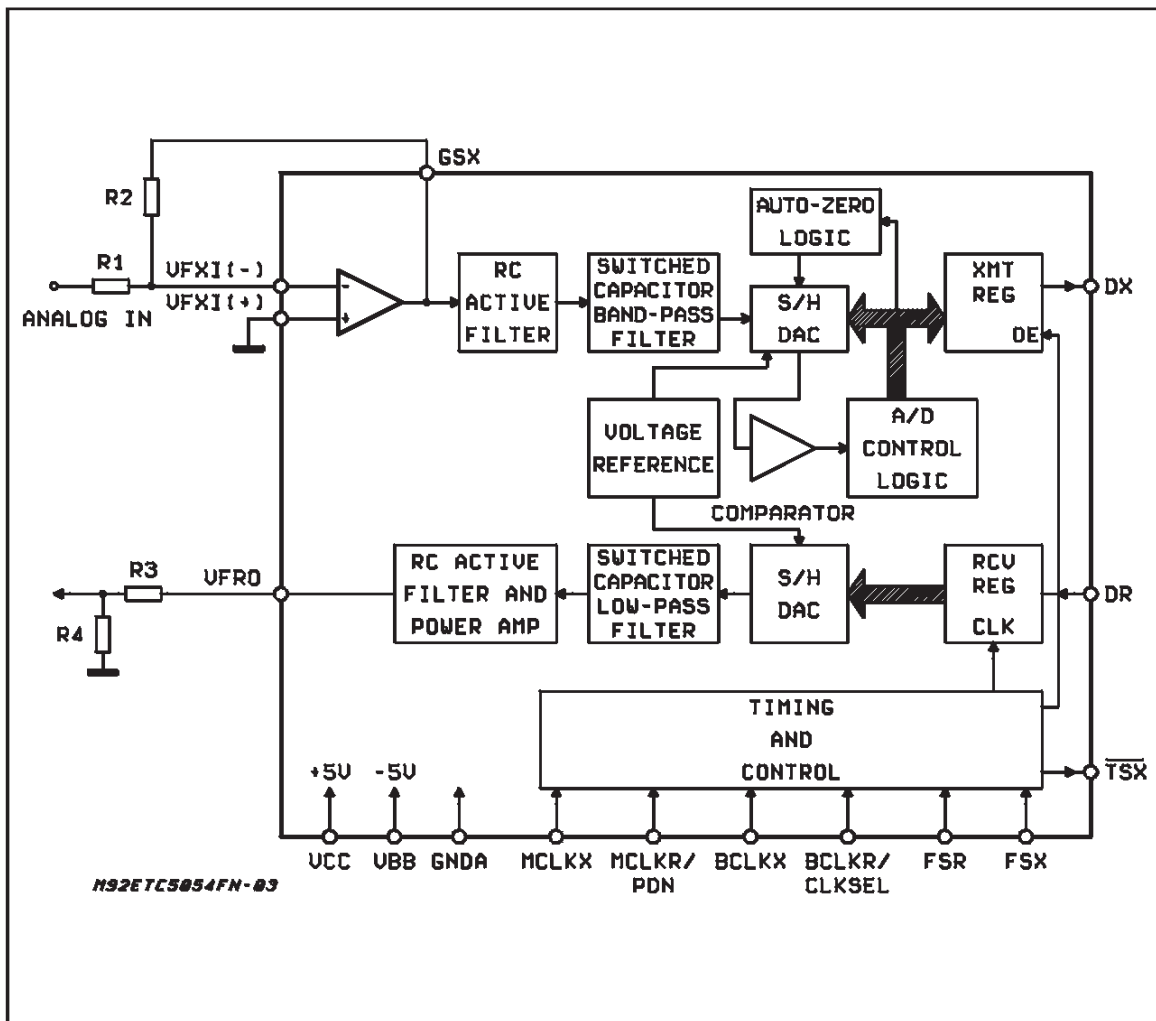 GSX
R2
R1
VFXI(-)
VFXI(+)
ANALOG IN
-
+
RC
ACTIVE
FILTER
SWITCHED
CAPACITOR
BAND-PASS
FILTER
AUTO-ZERO
LOGIC
S/H
DAC
XMT
REG
OE
DX
VOLTAGE
REFERENCE
A/D
CONTROL
LOGIC
COMPARATOR
R3
R4
VFRO
RC ACTIVE
FILTER AND
POWER AMP
SWITCHED
CAPACITOR
LOW-PASS
FILTER
S/H
DAC
RCV
REG
CLK
DR
TIMING
AND
CONTROL
TSX
+5V
-5V
VCC
VBB
GNDA
MCLKX
MCLKR/
PDN
BCLKX
BCLKR/
CLKSEL
FSR
FSX
M92ETC5054FN-03